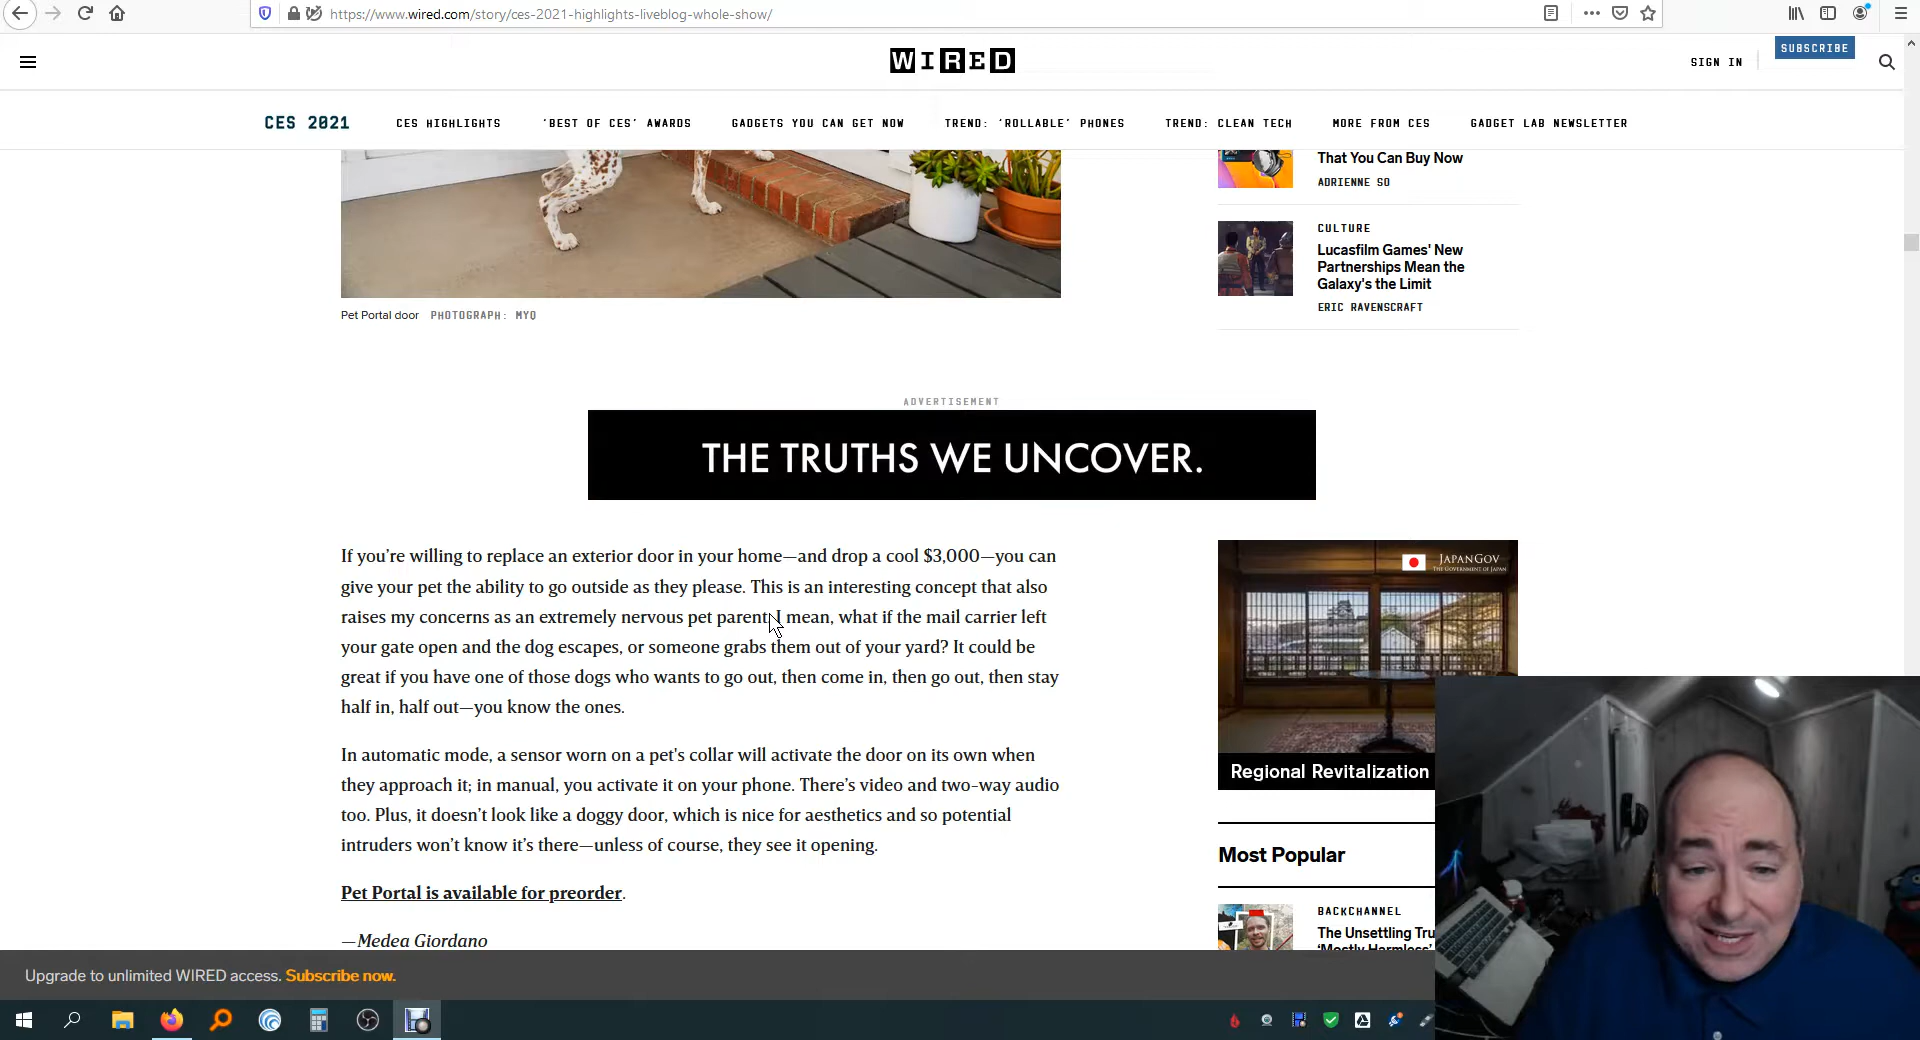 https://www.wired.com/story/ces-2021-highlights-liveblog-whole-show/
WIRED
SIGN IN
SUBSCRIBE
CES 2021
CES HIGHLIGHTS
'BEST OF CES' AWARDS
GADGETS YOU CAN GET NOW
TREND: 'ROLLABLE' PHONES
TREND: CLEAN TECH
MORE FROM CES
GADGET LAB NEWSLETTER
That You Can Buy Now
ADRIENNE SO
CULTURE
Lucasfilm Games' New
Partnerships Mean the
Galaxy's the Limit
ERIC RAVENSCRAFT
Pet Portal door PHOTOGRAPH: MYQ
ADVERTISEMENT
THE TRUTHS WE UNCOVER.
If you're willing to replace an exterior door in your home—and drop a cool $3,000—you can
give your pet the ability to go outside as they please. This is an interesting concept that also
raises my concerns as an extremely nervous pet parent. I mean, what if the mail carrier left
your gate open and the dog escapes, or someone grabs them out of your yard? It could be
great if you have one of those dogs who wants to go out, then come in, then go out, then stay
half in, half out—you know the ones.
In automatic mode, a sensor worn on a pet's collar will activate the door on its own when
they approach it; in manual, you activate it on your phone. There's video and two-way audio
too. Plus, it doesn't look like a doggy door, which is nice for aesthetics and so potential
intruders won't know it's there—unless of course, they see it opening.
Pet Portal is available for preorder.
—Medea Giordano
JAPANGOV
THE GOVERNMENT OF JAPAN
Regional Revitalization
Most Popular
BACKCHANNEL
The Unsettling Tru
'Mostly Harmless'
Upgrade to unlimited WIRED access. Subscribe now.